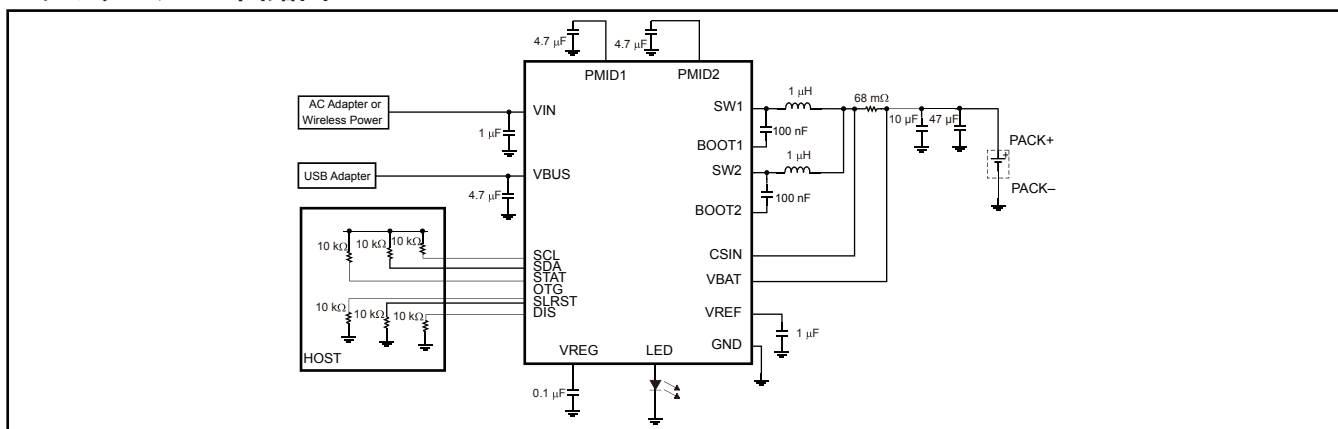 4.7 μF
4.7 μF
PMID1
PMID2
AC Adapter or
Wireless Power
VIN
1 μF
USB Adapter
VBUS
4.7 μF
10 kΩ
10 kΩ
10 kΩ
SCL
SDA
STAT
OTG
SLRST
DIS
10 kΩ
10 kΩ
10 kΩ
HOST
VREG
LED
0.1 μF
SW1
1 μH
68 mΩ
100 nF
BOOT1
1 μH
SW2
100 nF
BOOT2
10 μF
47 μF
PACK+
+
PACK–
CSIN
VBAT
VREF
1 μF
GND